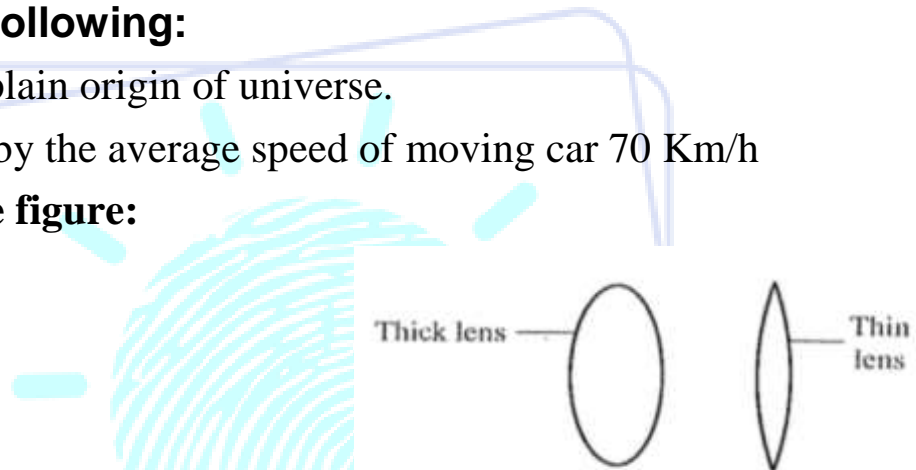 ollowing:
plain origin of universe.
by the average speed of moving car 70 Km/h
e figure:
Thick lens
Thin
lens